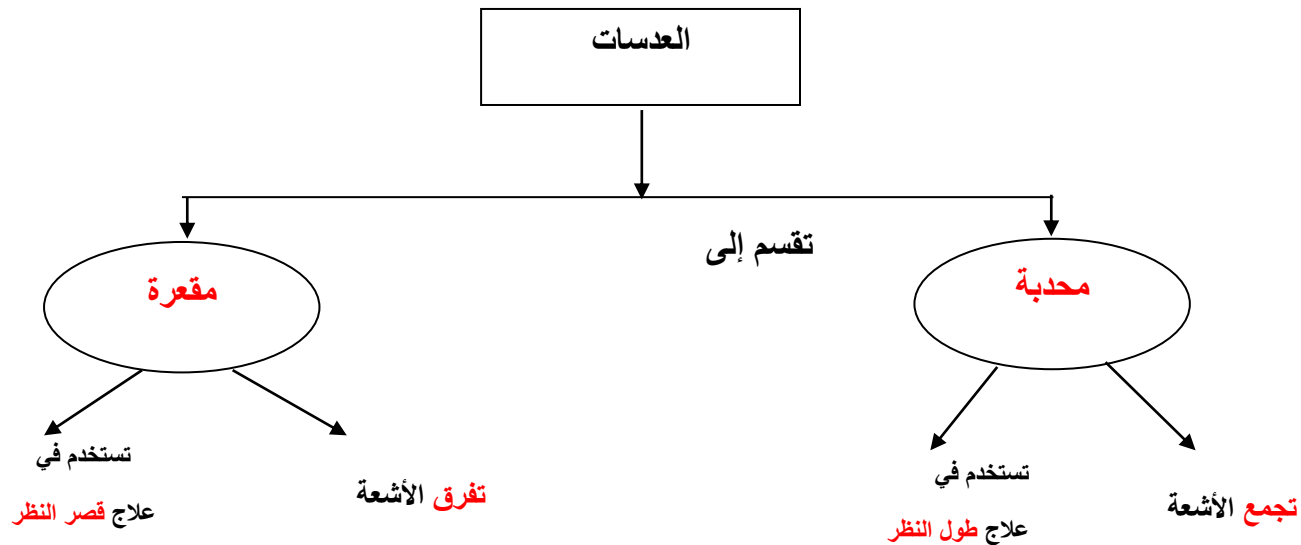 العدسات
تقسم إلى
محدبة
مقعرة
تجمع الأشعة
تستخدم في
علاج طول النظر
تفرق الأشعة
تستخدم في
علاج قصر النظر